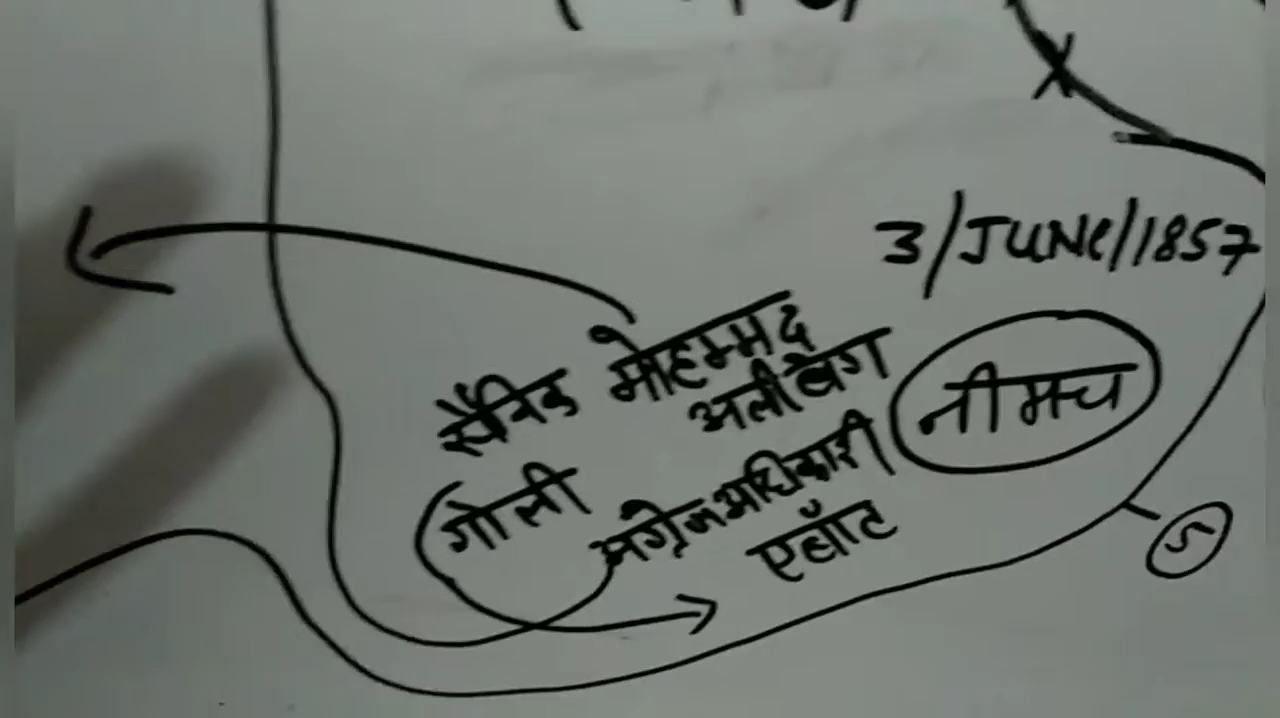 3/JUNE/1857
सैनिक मोहम्मद
अलीबेग
नीमच
गोली अंग्रेज अधिकारी
एबॉट
5